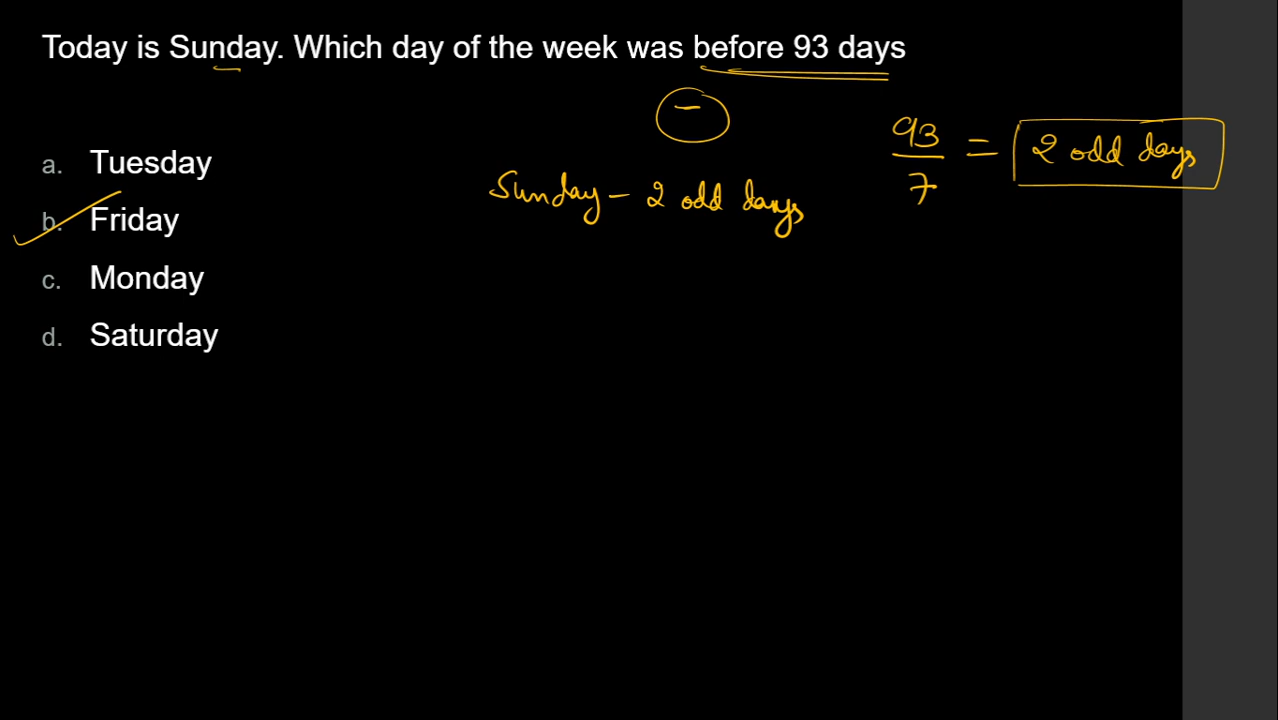 Today is Sunday. Which day of the week was before 93 days
–
93
7
= 2 odd days
a. Tuesday
Sunday – 2 odd days
b. Friday
c. Monday
d. Saturday